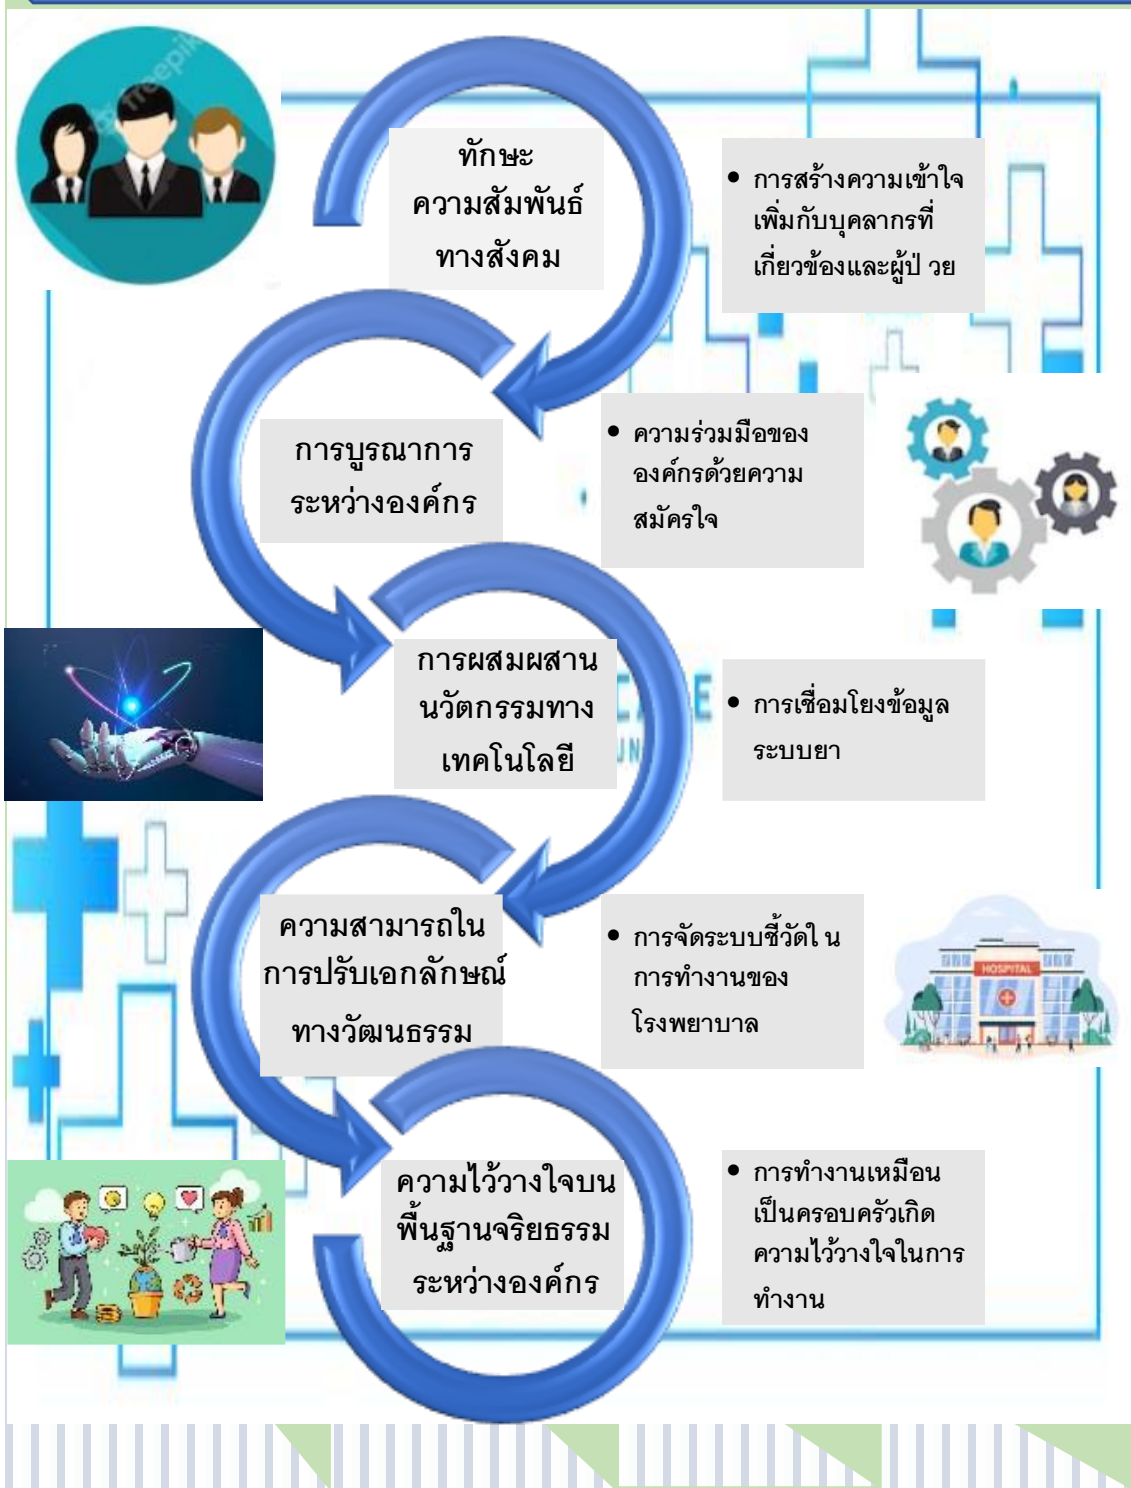 freepik
ทักษะ
ความสัมพันธ์
ทางสังคม
• การสร้างความเข้าใจ
เพิ่มกับบุคลากรที่
เกี่ยวข้องและผู้ป่ วย
การบูรณาการ
ระหว่างองค์กร
• ความร่วมมือของ
องค์กรด้วยความ
สมัครใจ
การผสมผสาน
นวัตกรรมทาง
เทคโนโลยี
• การเชื่อมโยงข้อมูล
ระบบยา
ความสามารถใน
การปรับเอกลักษณ์
ทางวัฒนธรรม
• การจัดระบบชี้วัดใ น
การทำงานของ
โรงพยาบาล
HOSPITAL
ความไว้วางใจบน
พื้นฐานจริยธรรม
ระหว่างองค์กร
• การทำงานเหมือน
เป็นครอบครัวเกิด
ความไว้วางใจในการ
ทำงาน